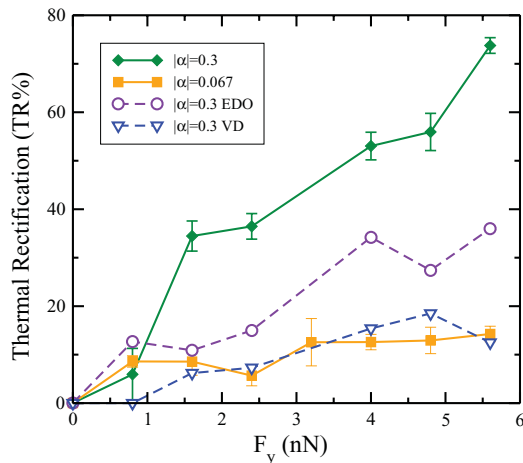 80
60
40
20
0
Thermal Rectification (TR%)
|α|=0.3
|α|=0.067
|α|=0.3 EDO
|α|=0.3 VD
0 1 2 3 4 5 6
F_y (nN)